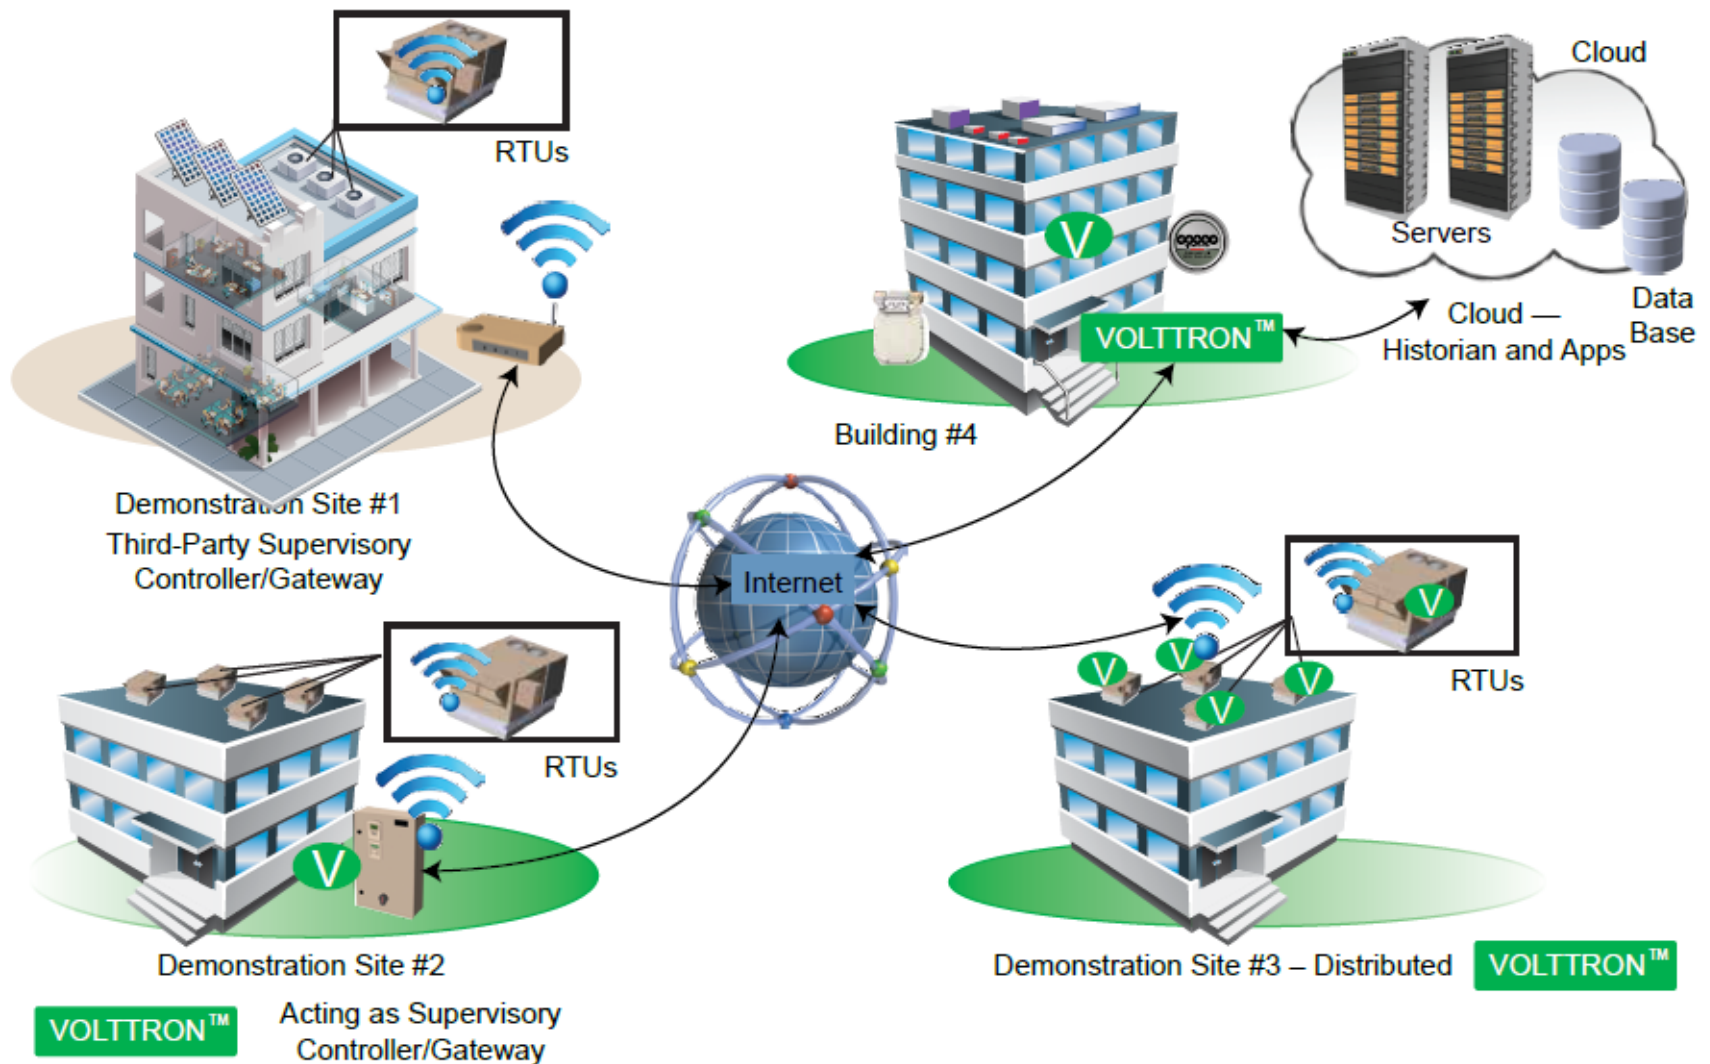 RTUs
Cloud
Servers
Data
Base
Cloud —
Historian and Apps
V
VOLTTRON™
Building #4
Demonstration Site #1
Third-Party Supervisory
Controller/Gateway
Internet
RTUs
V
Demonstration Site #2
VOLTTRON™
Acting as Supervisory
Controller/Gateway
V
RTUs
V
V
V
V
Demonstration Site #3 – Distributed
VOLTTRON™